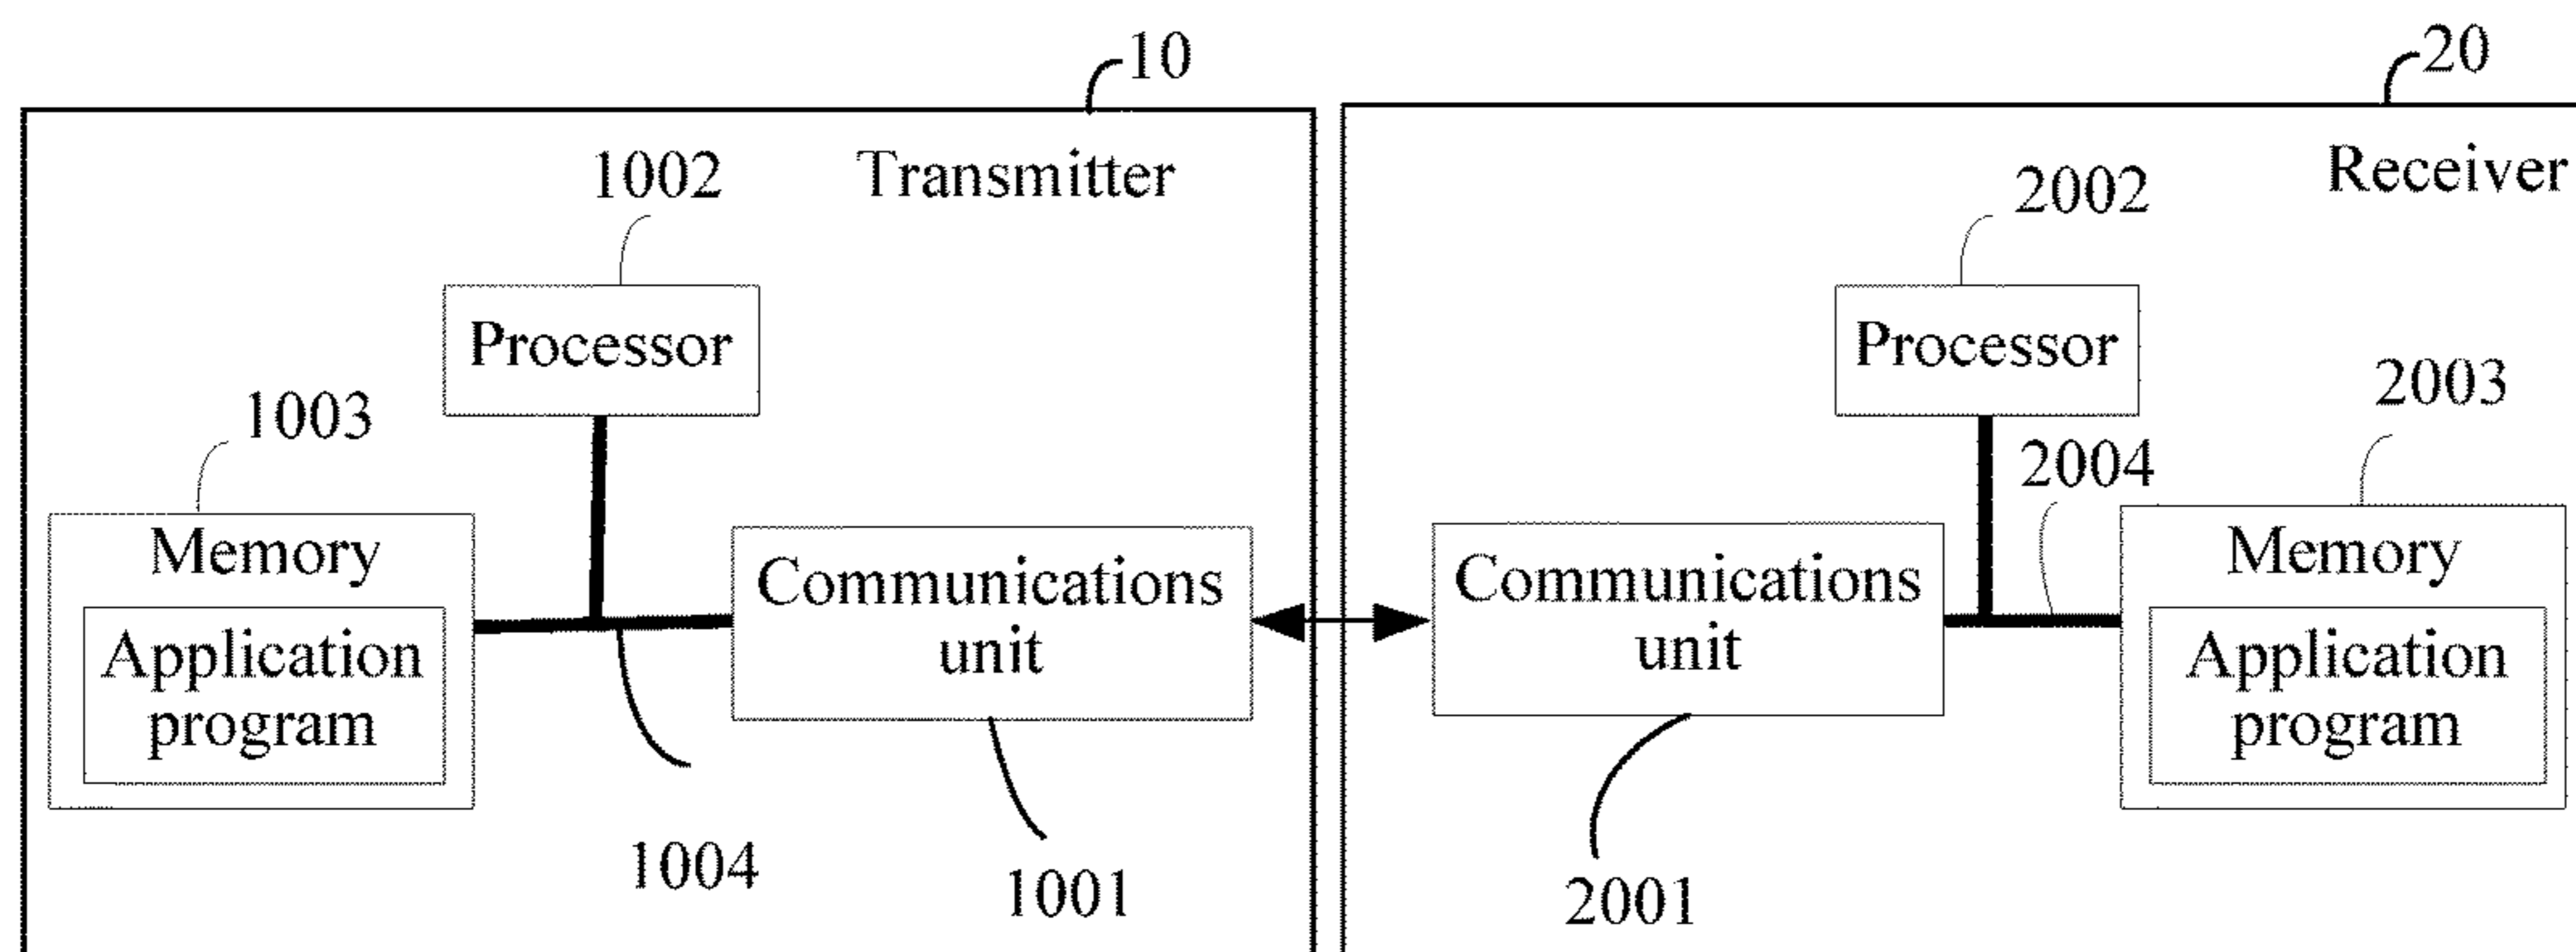 10
20
Transmitter
Receiver
1002
2002
Processor
Processor
1003
2003
2004
Memory
Application
program
Communications
unit
Communications
unit
Memory
Application
program
1004
1001
2001